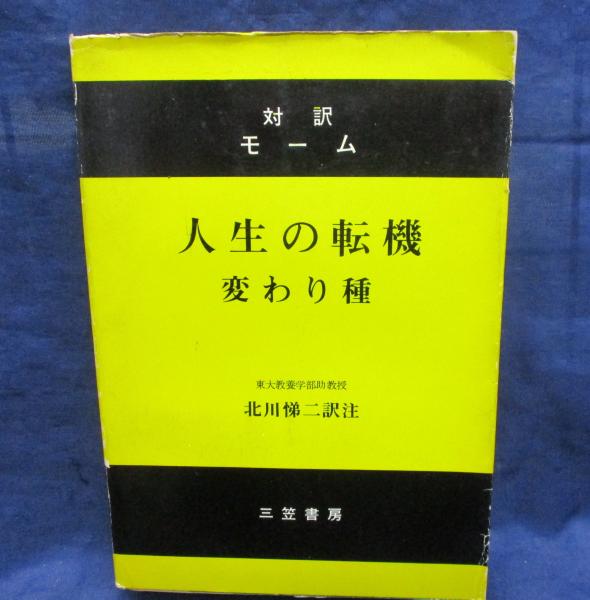 対訳
モーム
人生の転機
変わり種
東大教養学部助教授
北川悌二訳注
三笠書房